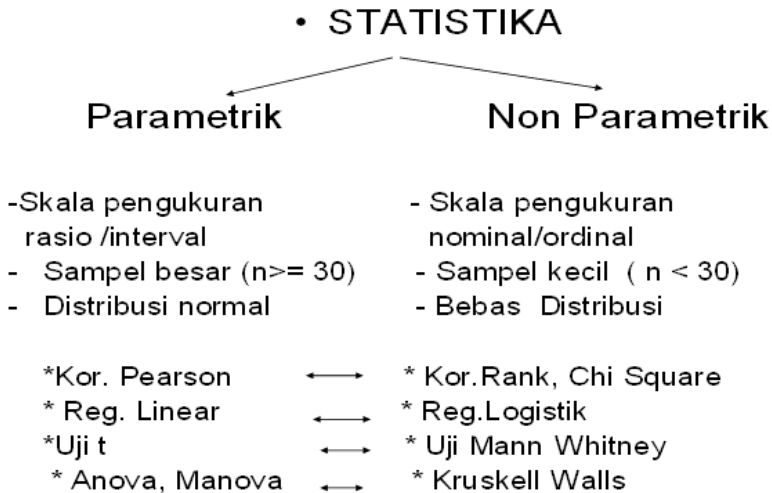 • STATISTIKA
Parametrik
Non Parametrik
-Skala pengukuran
rasio /interval
- Sampel besar (n>= 30)
- Distribusi normal
- Skala pengukuran
nominal/ordinal
- Sampel kecil ( n < 30)
- Bebas Distribusi
*Kor. Pearson ↔ * Kor.Rank, Chi Square
* Reg. Linear ↔ * Reg.Logistik
*Uji t ↔ * Uji Mann Whitney
* Anova, Manova ↔ * Kruskell Walls